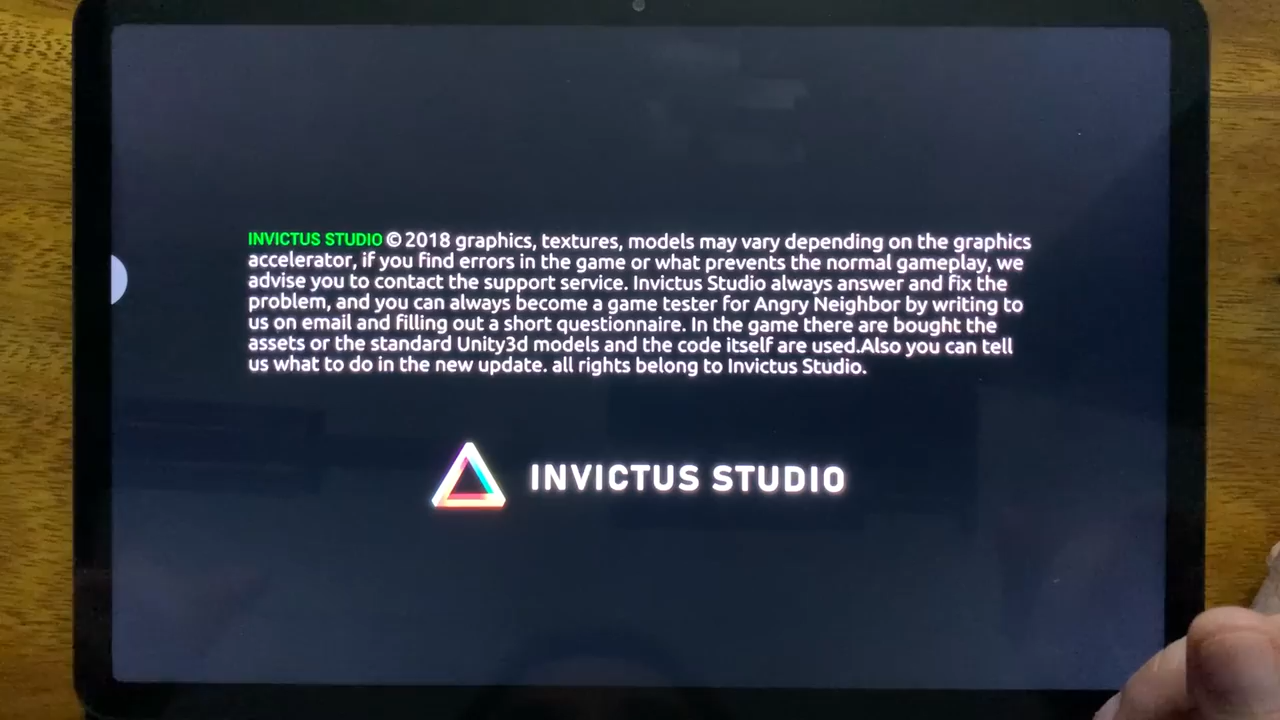 INVICTUS STUDIO © 2018 graphics, textures, models may vary depending on the graphics
accelerator, if you find errors in the game or what prevents the normal gameplay, we
advise you to contact the support service. Invictus Studio always answer and fix the
problem, and you can always become a game tester for Angry Neighbor by writing to
us on email and filling out a short questionnaire. In the game there are bought the
assets or the standard Unity3d models and the code itself are used.Also you can tell
us what to do in the new update. all rights belong to Invictus Studio.
INVICTUS STUDIO